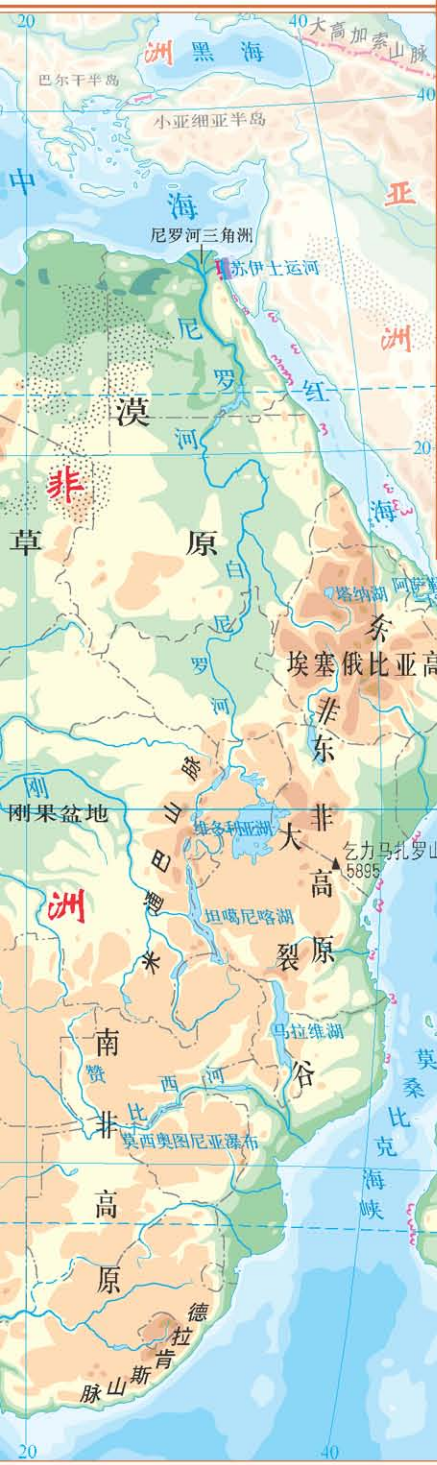 20
40
大高加索山脉
洲
黑海
巴尔干半岛
40
小亚细亚半岛
亚
洲
中
海
尼罗河三角洲
苏伊士运河
尼罗河
红海
漠
20
非
洲
草原
白尼罗河
塔纳湖
阿萨
东非大裂谷
埃塞俄比亚高
东非高原
刚
刚果盆地
米通巴山脉
维多利亚湖
乞力马扎罗山
5895
坦噶尼喀湖
马拉维湖
南非高原
赞比西河
莫西奥图尼亚瀑布
莫桑比克海峡
德拉肯斯山脉
20
40